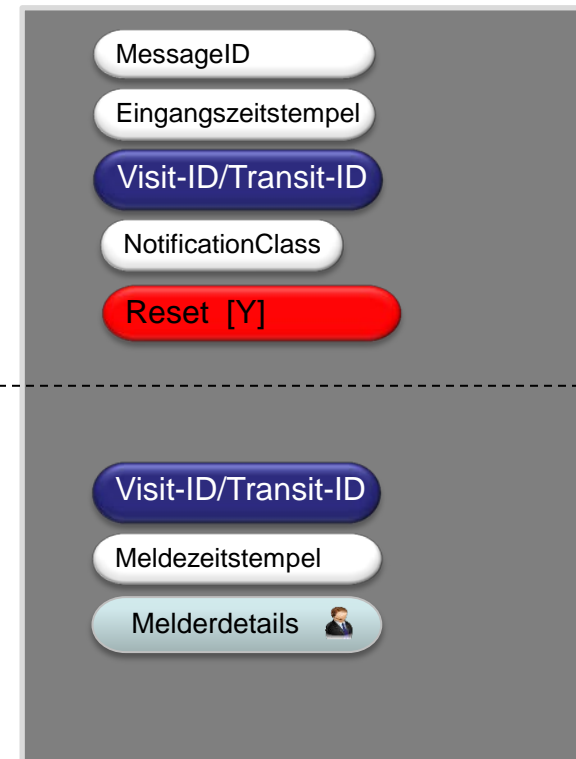 MessageID
Eingangszeitstempel
Visit-ID/Transit-ID
NotificationClass
Reset [Y]
Visit-ID/Transit-ID
Meldezeitstempel
Melderdetails